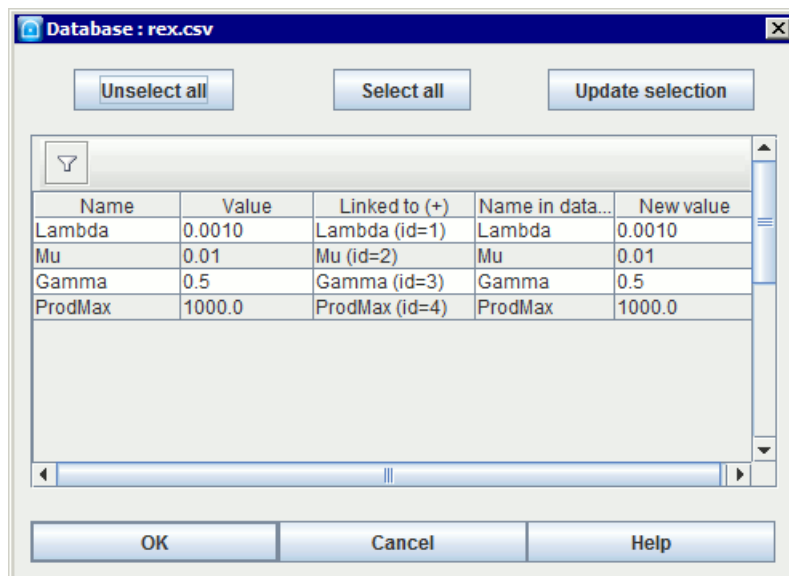 Database : rex.csv
Unselect all Select all Update selection
Name Value Linked to (+) Name in data... New value
Lambda 0.0010 Lambda (id=1) Lambda 0.0010
Mu 0.01 Mu (id=2) Mu 0.01
Gamma 0.5 Gamma (id=3) Gamma 0.5
ProdMax 1000.0 ProdMax (id=4) ProdMax 1000.0
OK Cancel Help